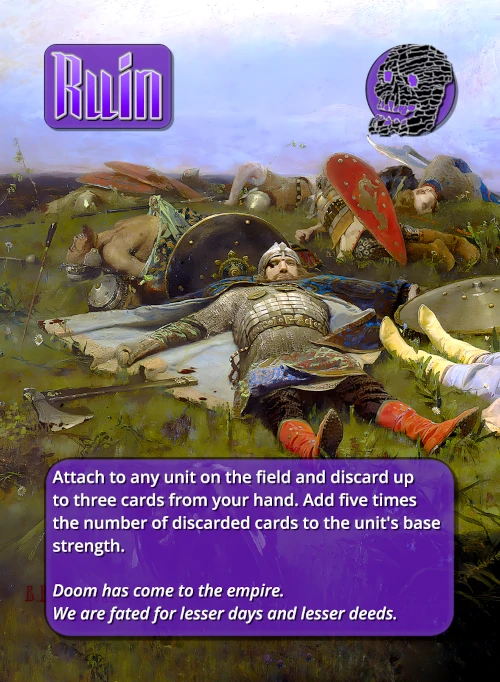 Ruin
Attach to any unit on the field and discard up
to three cards from your hand. Add five times
the number of discarded cards to the unit's base
strength.
Doom has come to the empire.
We are fated for lesser days and lesser deeds.